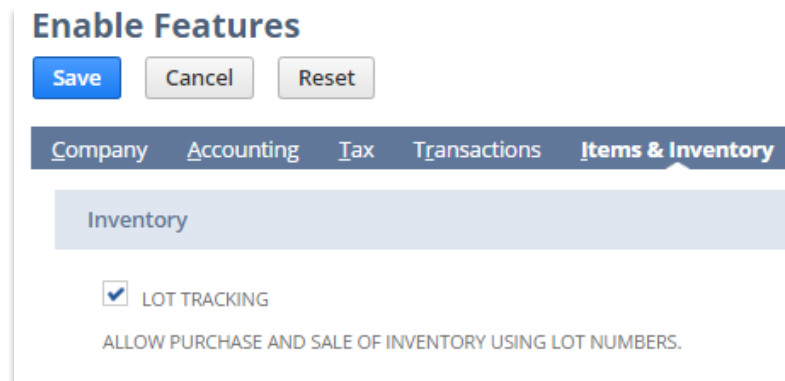 Enable Features
Save Cancel Reset
Company Accounting Tax Transactions Items & Inventory
Inventory
LOT TRACKING
ALLOW PURCHASE AND SALE OF INVENTORY USING LOT NUMBERS.